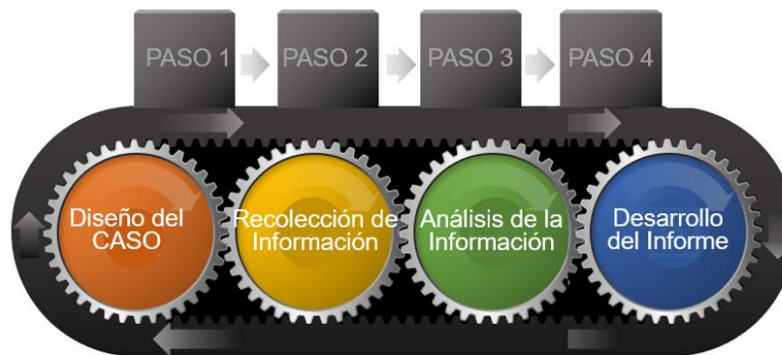 PASO 1
PASO 2
PASO 3
PASO 4
Diseño del
CASO
Recolección de
Información
Análisis de la
Información
Desarrollo
del Informe